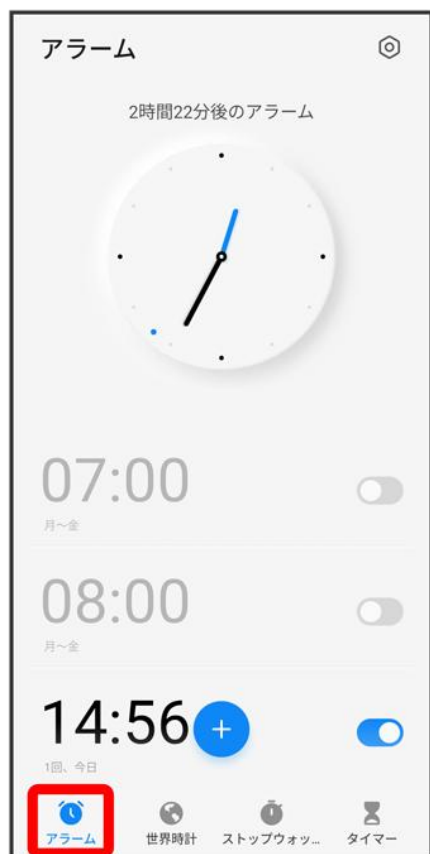 アラーム
2時間22分後のアラーム
07:00
月~金
08:00
月~金
14:56
1回、今日
アラーム 世界時計 ストップウォッ... タイマー